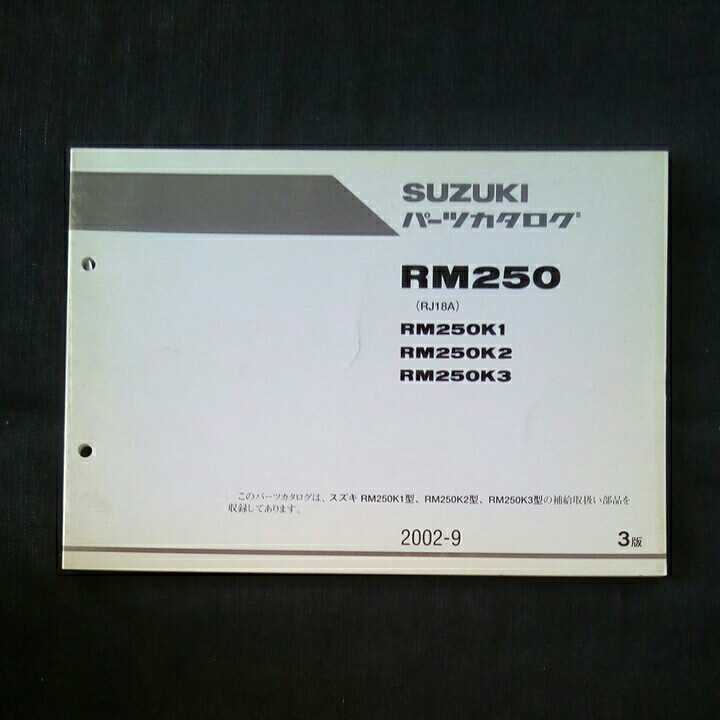 SUZUKI
パーツカタログ
RM250
(RJ18A)
RM250K1
RM250K2
RM250K3
このパーツカタログは、スズキ RM250K1型、RM250K2型、RM250K3型の補給取扱い部品を
収録してあります。
2002-9 3版